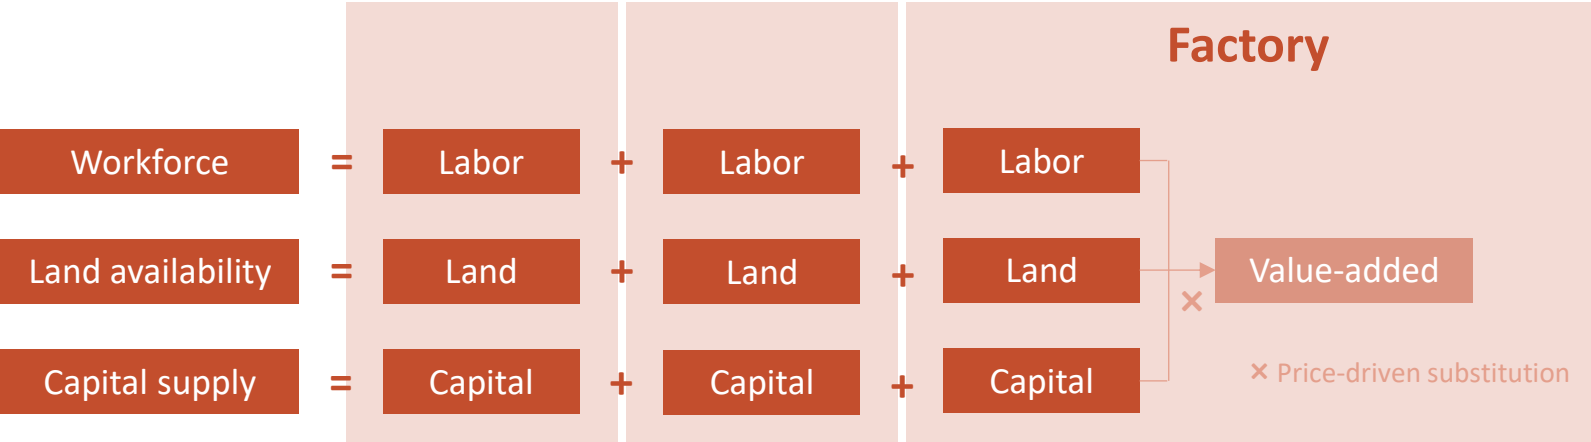 Factory
Workforce = Labor + Labor + Labor
Land availability = Land + Land + Land × Value-added
Capital supply = Capital + Capital + Capital
× Price-driven substitution